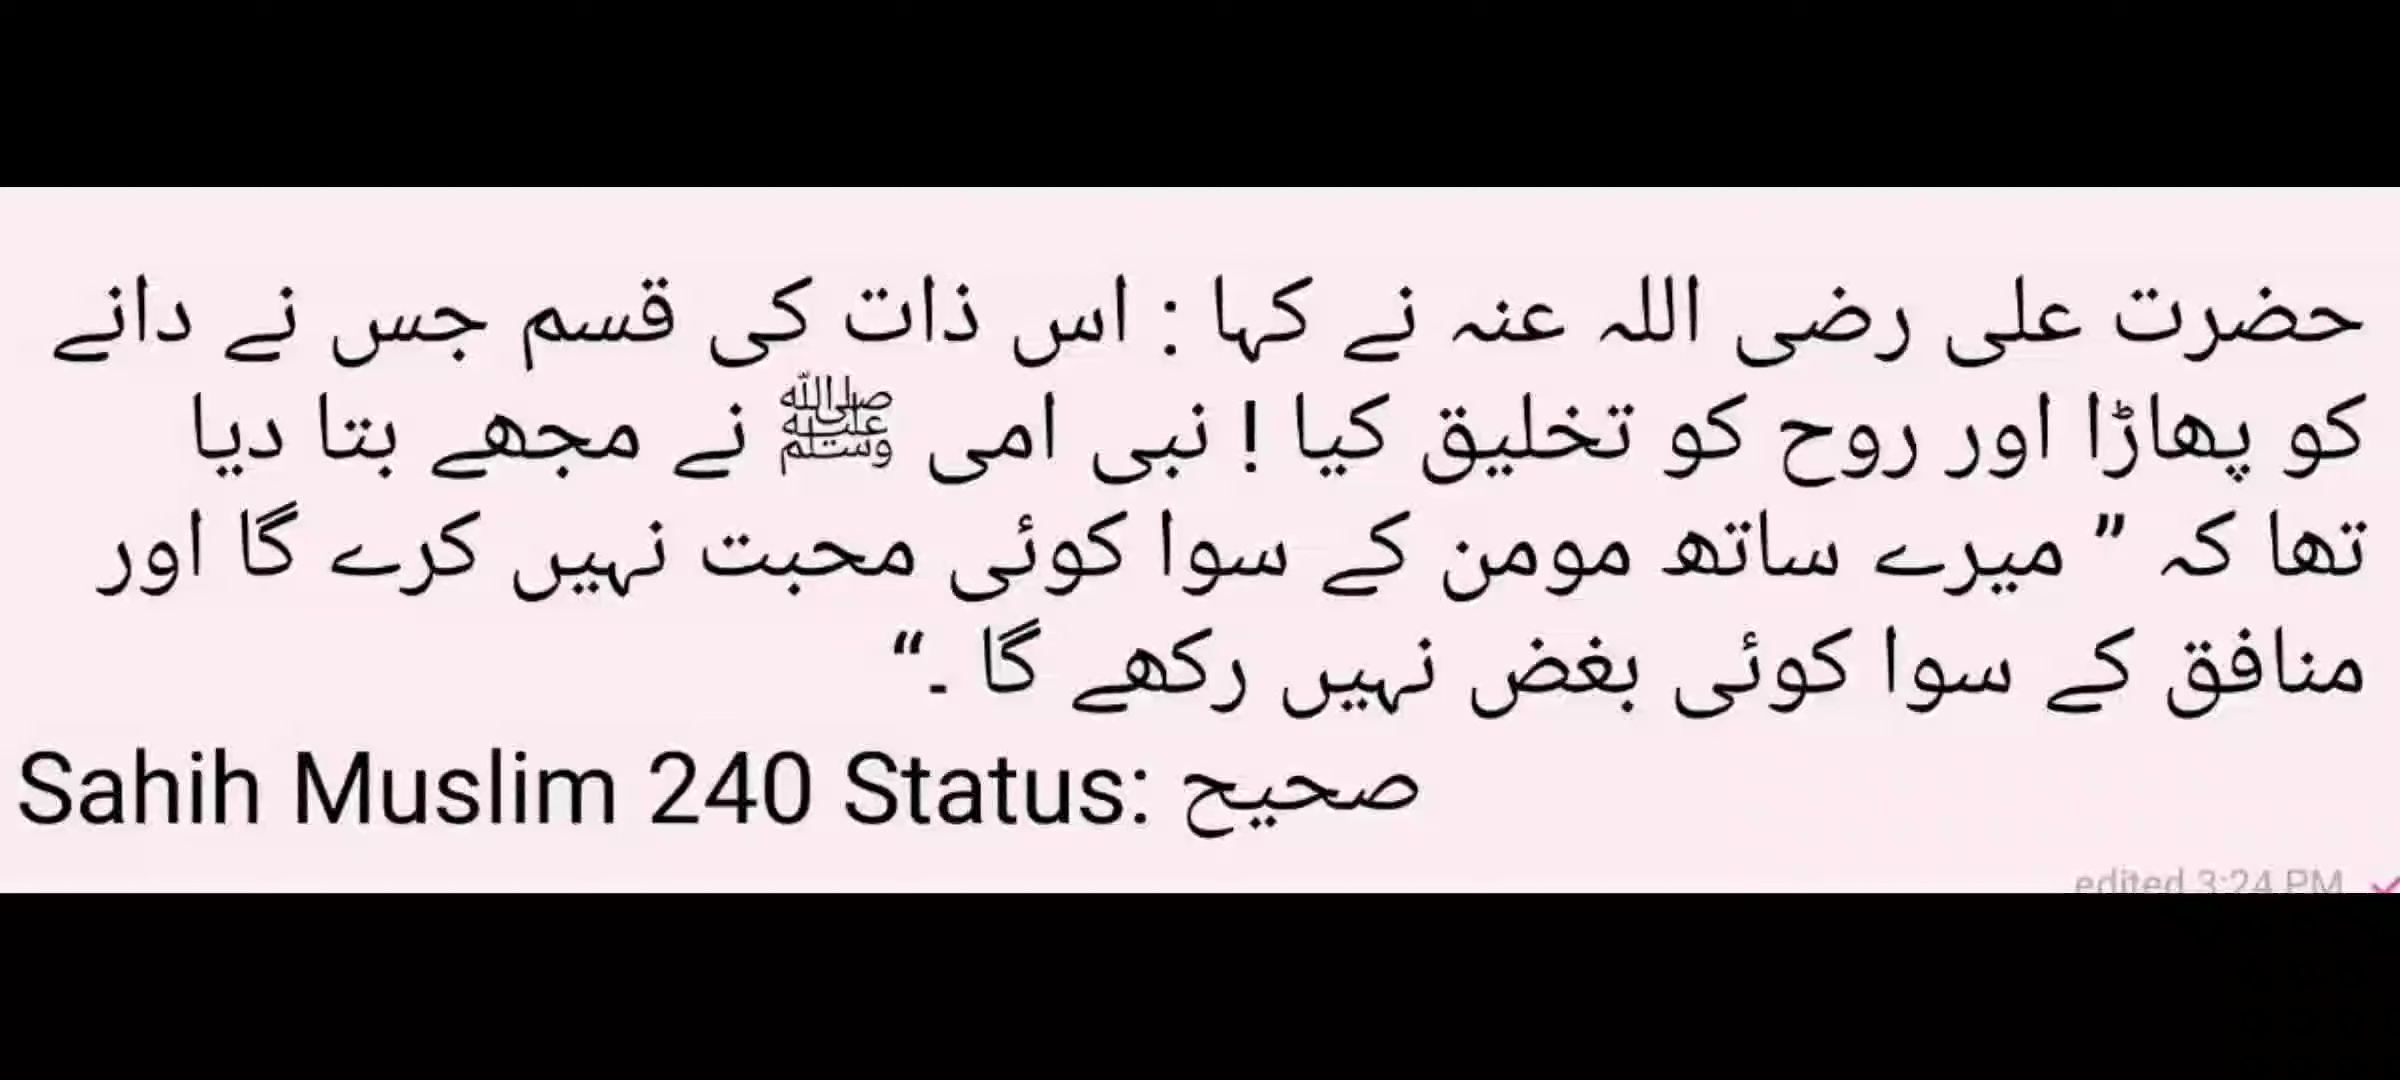 حضرت علی رضی اللہ عنہ نے کہا : اس ذات کی قسم جس نے دانے
کو پھاڑا اور روح کو تخلیق کیا ! نبی امی ﷺ نے مجھے بتا دیا
تھا کہ ” میرے ساتھ مومن کے سوا کوئی محبت نہیں کرے گا اور
منافق کے سوا کوئی بغض نہیں رکھے گا ۔“
Sahih Muslim 240 Status: صحیح
edited 3:24 PM